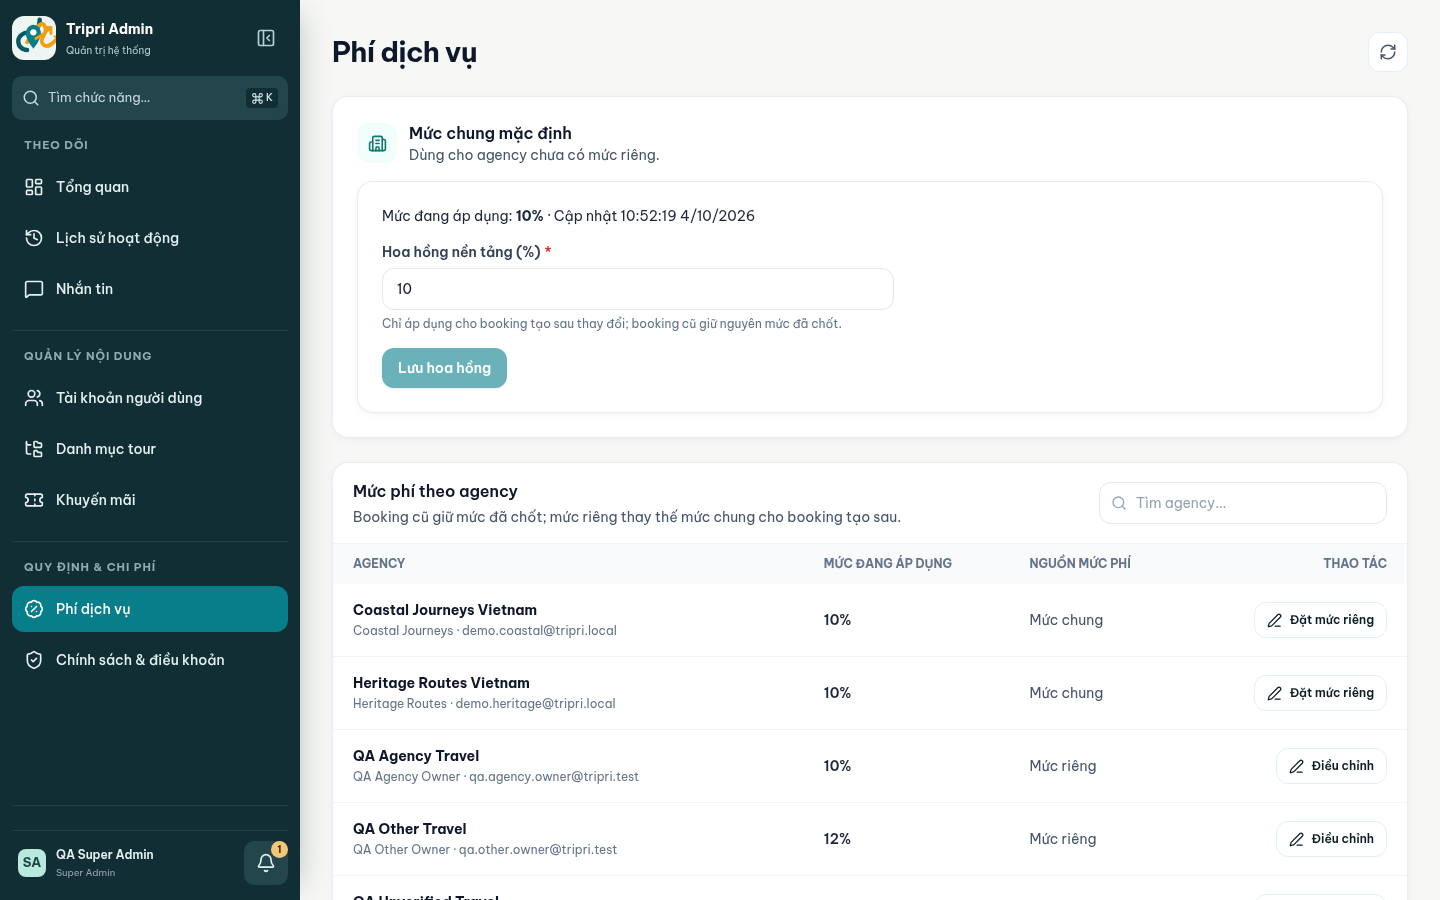 Tripri Admin
Quản trị hệ thống
Tìm chức năng...
⌘K
THEO DÕI
Tổng quan
Lịch sử hoạt động
Nhắn tin
QUẢN LÝ NỘI DUNG
Tài khoản người dùng
Danh mục tour
Khuyến mãi
QUY ĐỊNH & CHI PHÍ
Phí dịch vụ
Chính sách & điều khoản
SA
QA Super Admin
Super Admin
1
Phí dịch vụ
Mức chung mặc định
Dùng cho agency chưa có mức riêng.
Mức đang áp dụng: 10% · Cập nhật 10:52:19 4/10/2026
Hoa hồng nền tảng (%) *
10
Chỉ áp dụng cho booking tạo sau thay đổi; booking cũ giữ nguyên mức đã chốt.
Lưu hoa hồng
Mức phí theo agency
Booking cũ giữ mức đã chốt; mức riêng thay thế mức chung cho booking tạo sau.
Tìm agency...
AGENCY MỨC ĐANG ÁP DỤNG NGUỒN MỨC PHÍ THAO TÁC
Coastal Journeys Vietnam
Coastal Journeys · demo.coastal@tripri.local
10% Mức chung Đặt mức riêng
Heritage Routes Vietnam
Heritage Routes · demo.heritage@tripri.local
10% Mức chung Đặt mức riêng
QA Agency Travel
QA Agency Owner · qa.agency.owner@tripri.test
10% Mức riêng Điều chỉnh
QA Other Travel
QA Other Owner · qa.other.owner@tripri.test
12% Mức riêng Điều chỉnh
QA Unverified Travel